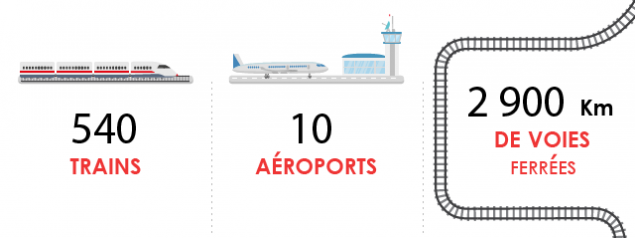 540
TRAINS
10
AÉROPORTS
2 900 Km
DE VOIES
FERRÉES